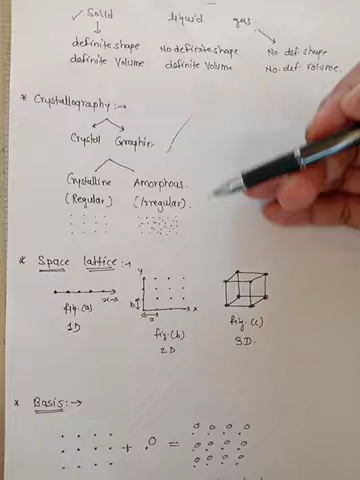 ✓ Solid liquid gas.
definite shape No definite shape No def. shape
definite Volume definite Volume No. def. volume.
* Crystallography :→
Crystal Graphin
Crystalline Amorphous.
(Regular) (Irregular).
* Space lattice :→
y
x→
b
x
a
fig.(a) fig.(b) fig.(c)
1D 2D 3D.
* Basis :→
+ =